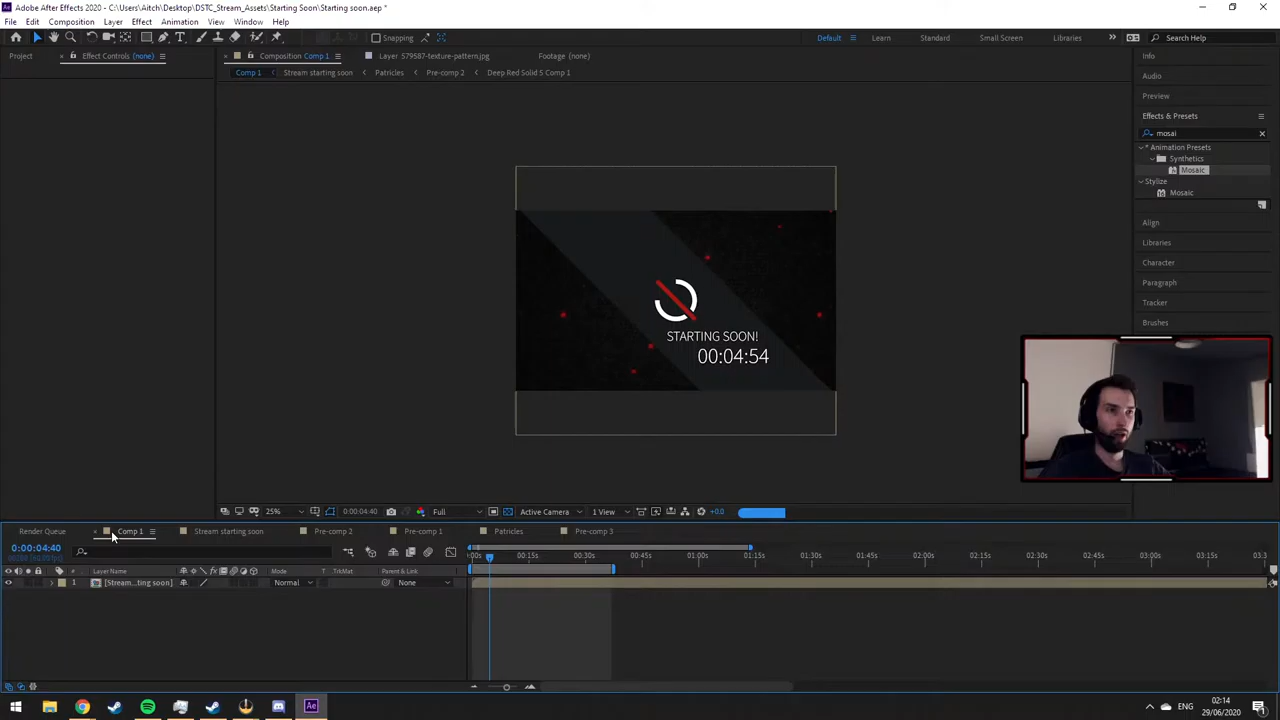 Adobe After Effects 2020 - C:\Users\Aitch\Desktop\DSTC_Stream_Assets\Starting Soon\Starting soon.aep *
File Edit Composition Layer Effect Animation View Window Help
Snapping
Default Learn Standard Small Screen Libraries Search Help
Project Effect Controls (none) Composition Comp 1 Layer 579587-texture-pattern.jpg Footage (none)
Comp 1 Stream starting soon Patricles Pre-comp 2 Deep Red Solid 5 Comp 1
Info
Audio
Preview
Effects & Presets
mosai
* Animation Presets
Synthetics
Mosaic
Stylize
Mosaic
Align
Libraries
Character
Paragraph
Tracker
Brushes
STARTING SOON!
00:04:54
25% 0:00:04:40 Full Active Camera 1 View +0.0
Render Queue Comp 1 Stream starting soon Pre-comp 2 Pre-comp 1 Patricles Pre-comp 3
0:00:04:40
:00s 00:15s 00:30s 00:45s 01:00s 01:15s 01:30s 01:45s 02:00s 02:15s 02:30s 02:45s 03:00s 03:15s 3:3
# Layer Name Mode T TrkMat Parent & Link
1 [Stream...ting soon] Normal None
Ae
ENG
02:14
29/06/2020